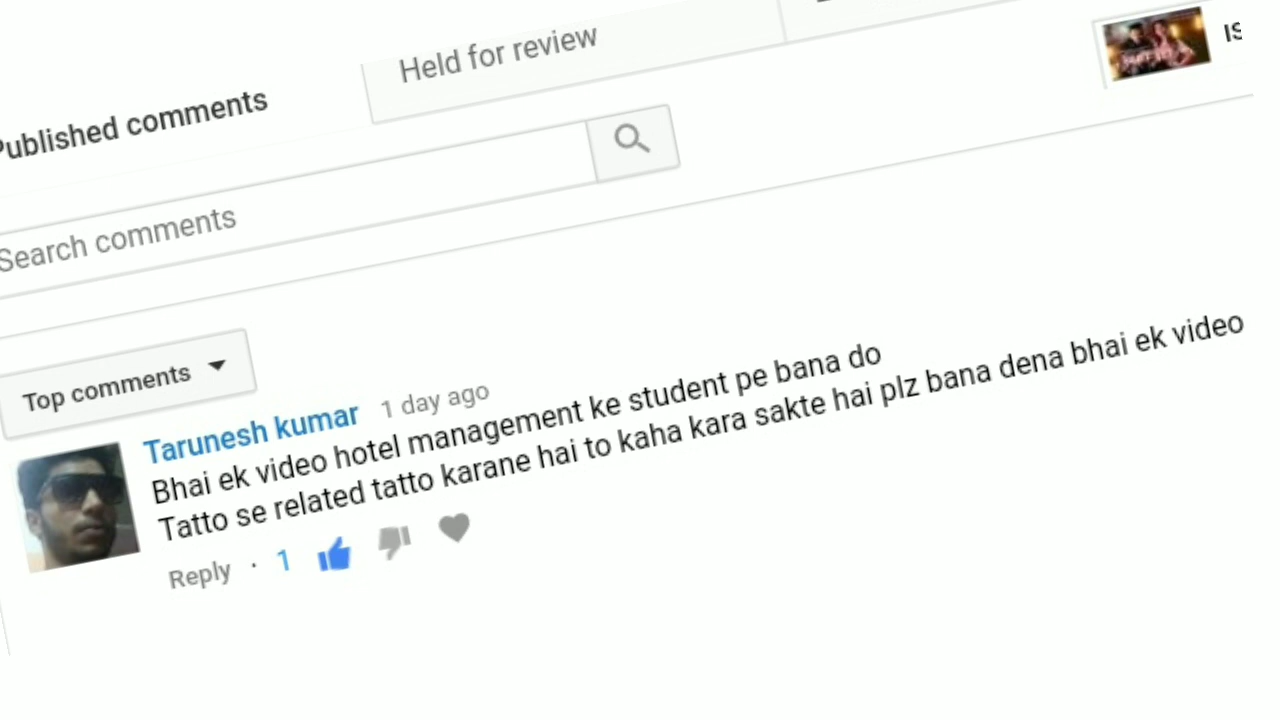 Held for review
Published comments
IS
Search comments
Top comments
Tarunesh kumar 1 day ago
Bhai ek video hotel management ke student pe bana do
Tatto se related tatto karane hai to kaha kara sakte hai plz bana dena bhai ek video
Reply · 1